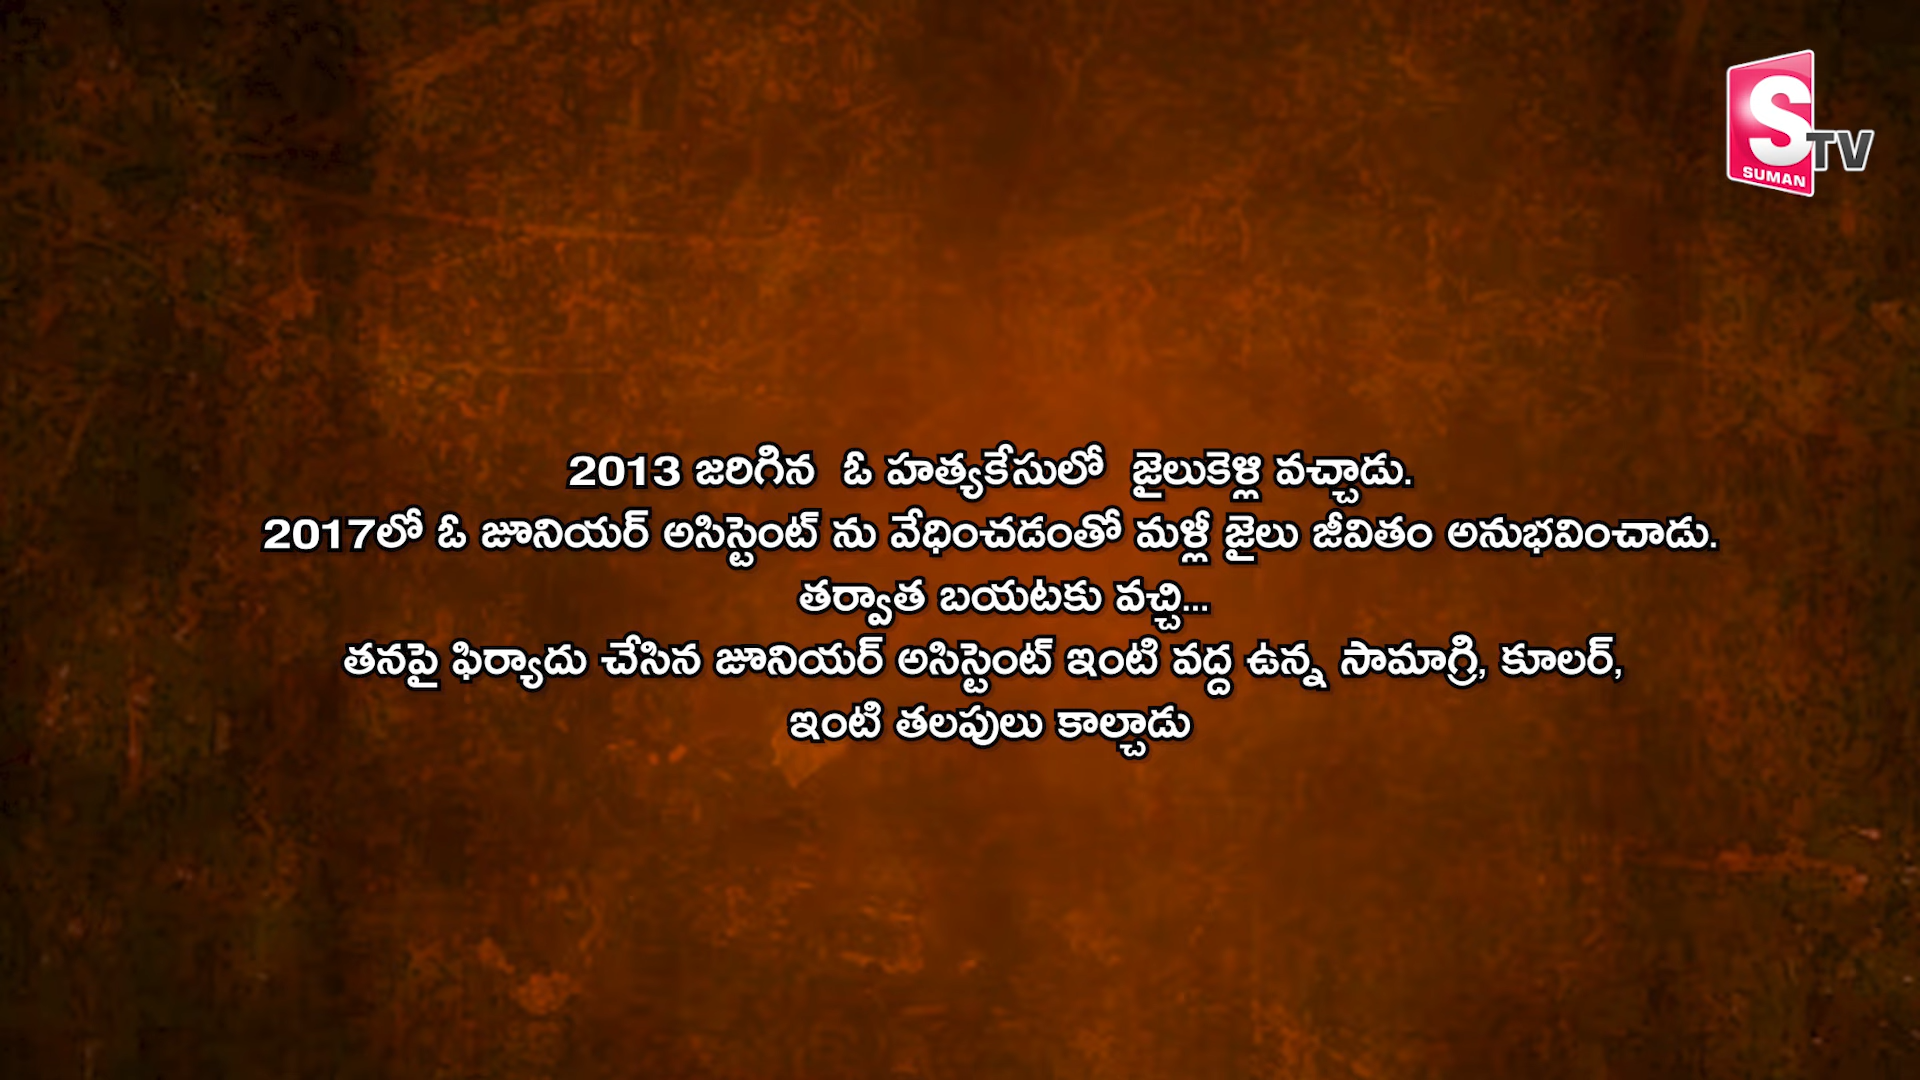 S TV
SUMAN
2013 జరిగిన ఓ హత్యకేసులో జైలుకెళ్లి వచ్చాడు.
2017లో ఓ జూనియర్ అసిస్టెంట్ ను వేధించడంతో మళ్లీ జైలు జీవితం అనుభవించాడు.
తర్వాత బయటకు వచ్చి...
తనపై ఫిర్యాదు చేసిన జూనియర్ అసిస్టెంట్ ఇంటి వద్ద ఉన్న సామాగ్రి, కూలర్,
ఇంటి తలపులు కాల్చాడు